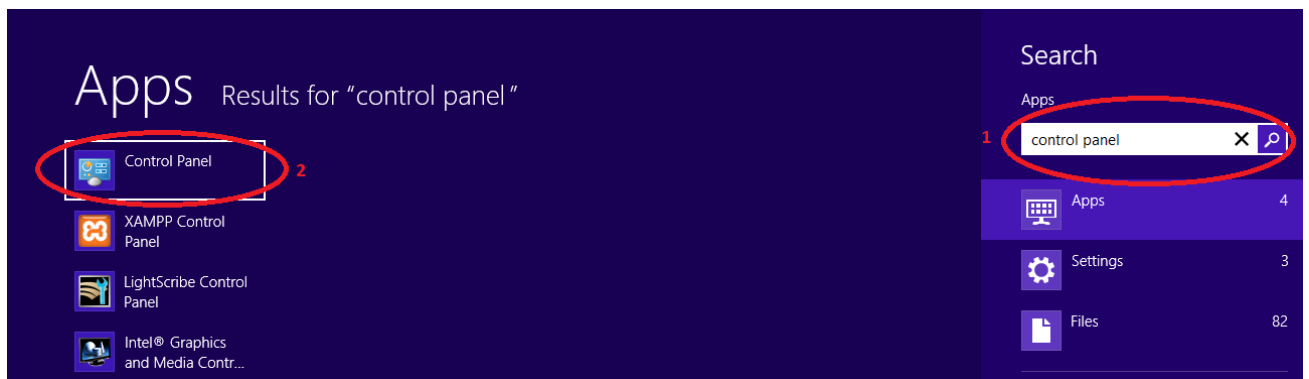 Apps Results for “control panel ”
Control Panel
2
XAMPP Control
Panel
LightScribe Control
Panel
Intel® Graphics
and Media Contr...
Search
Apps
1
control panel
Apps 4
Settings 3
Files 82